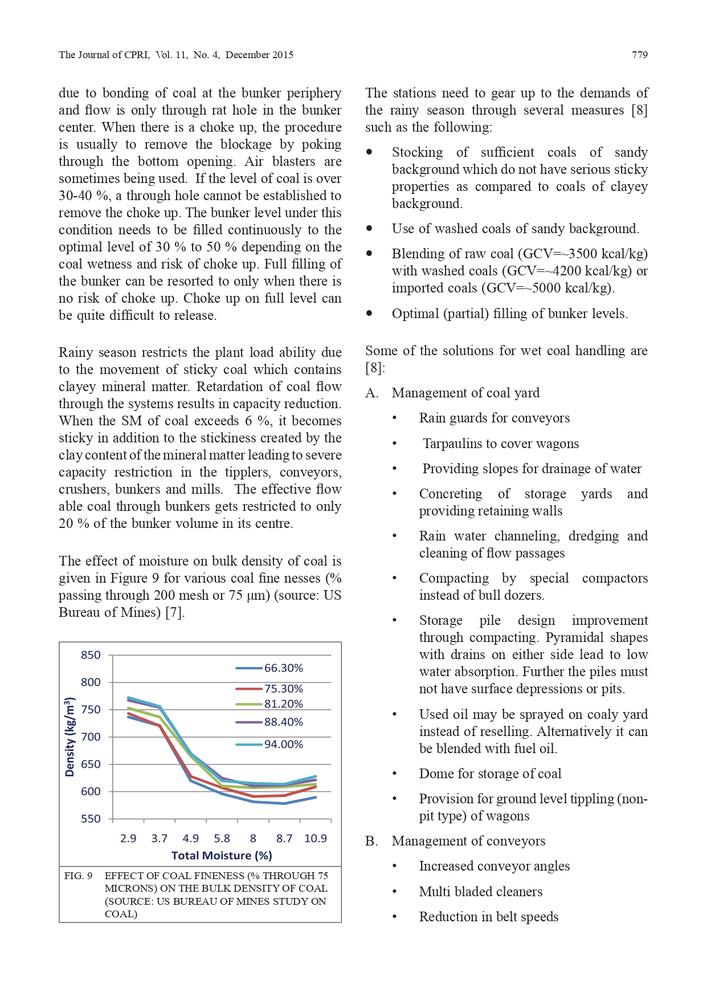 The Journal of CPRI,  Vol. 11,  No. 4,  December 2015
779
due to bonding of coal at the bunker periphery
and flow is only through rat hole in the bunker
center. When there is a choke up, the procedure
is usually to remove the blockage by poking
through the bottom opening. Air blasters are
sometimes being used.  If the level of coal is over
30-40 %, a through hole cannot be established to
remove the choke up. The bunker level under this
condition needs to be filled continuously to the
optimal level of 30 % to 50 % depending on the
coal wetness and risk of choke up. Full filling of
the bunker can be resorted to only when there is
no risk of choke up. Choke up on full level can
be quite difficult to release.
Rainy season restricts the plant load ability due
to the movement of sticky coal which contains
clayey mineral matter. Retardation of coal flow
through the systems results in capacity reduction.
When the SM of coal exceeds 6 %, it becomes
sticky in addition to the stickiness created by the
clay content of the mineral matter leading to severe
capacity restriction in the tipplers, conveyors,
crushers, bunkers and mills.  The effective flow
able coal through bunkers gets restricted to only
20 % of the bunker volume in its centre.
The effect of moisture on bulk density of coal is
given in Figure 9 for various coal fine nesses (%
passing through 200 mesh or 75 μm) (source: US
Bureau of Mines) [7].
850
800
750
700
650
600
550
Density (kg/m³)
66.30%
75.30%
81.20%
88.40%
94.00%
2.9 3.7 4.9 5.8 8 8.7 10.9
Total Moisture (%)
FIG. 9 EFFECT OF COAL FINENESS (% THROUGH 75
MICRONS) ON THE BULK DENSITY OF COAL
(SOURCE: US BUREAU OF MINES STUDY ON
COAL)
The stations need to gear up to the demands of
the rainy season through several measures [8]
such as the following:
● Stocking of sufficient coals of sandy
background which do not have serious sticky
properties as compared to coals of clayey
background.
● Use of washed coals of sandy background.
● Blending of raw coal (GCV=~3500 kcal/kg)
with washed coals (GCV=~4200 kcal/kg) or
imported coals (GCV=~5000 kcal/kg).
● Optimal (partial) filling of bunker levels.
Some of the solutions for wet coal handling are
[8]:
A. Management of coal yard
• Rain guards for conveyors
• Tarpaulins to cover wagons
• Providing slopes for drainage of water
• Concreting of storage yards and
providing retaining walls
• Rain water channeling, dredging and
cleaning of flow passages
• Compacting by special compactors
instead of bull dozers.
• Storage pile design improvement
through compacting. Pyramidal shapes
with drains on either side lead to low
water absorption. Further the piles must
not have surface depressions or pits.
• Used oil may be sprayed on coaly yard
instead of reselling. Alternatively it can
be blended with fuel oil.
• Dome for storage of coal
• Provision for ground level tippling (non-
pit type) of wagons
B. Management of conveyors
• Increased conveyor angles
• Multi bladed cleaners
• Reduction in belt speeds